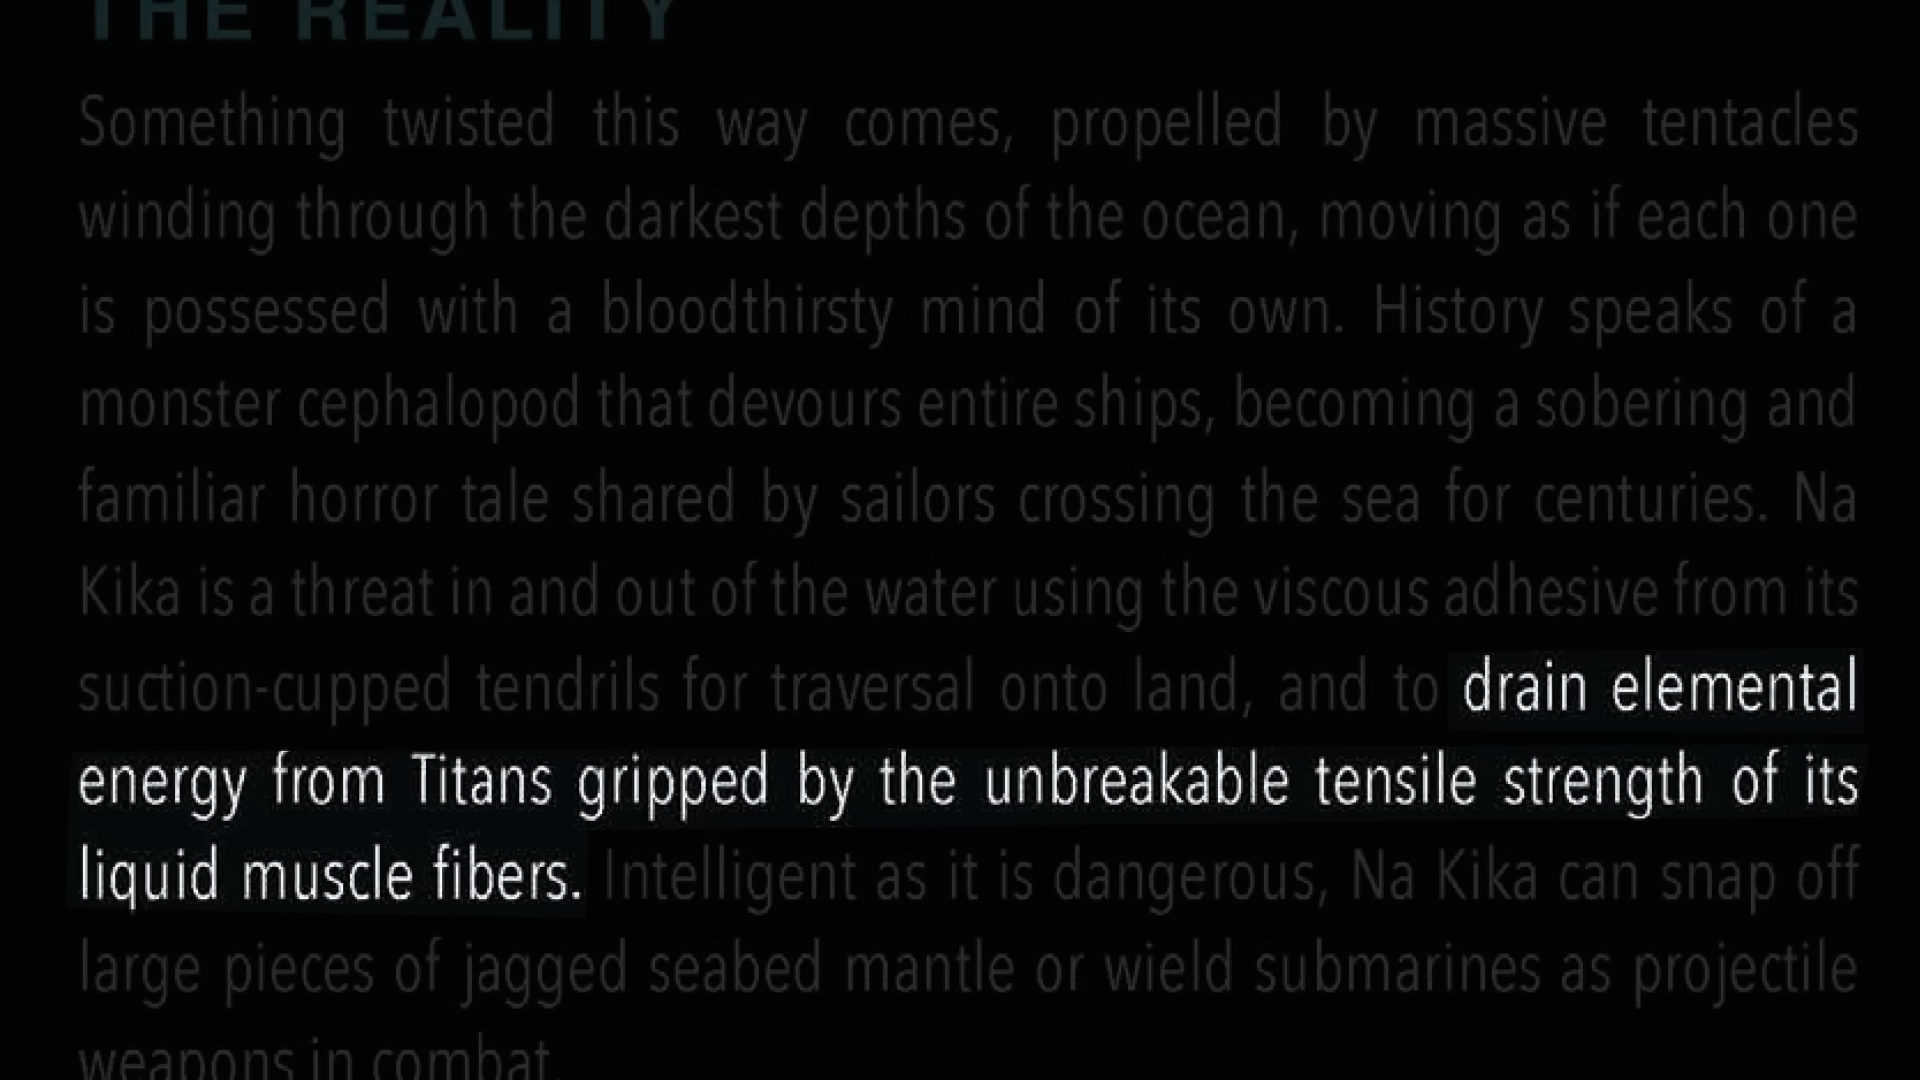 THE REALITY
Something twisted this way comes, propelled by massive tentacles
winding through the darkest depths of the ocean, moving as if each one
is possessed with a bloodthirsty mind of its own. History speaks of a
monster cephalopod that devours entire ships, becoming a sobering and
familiar horror tale shared by sailors crossing the sea for centuries. Na
Kika is a threat in and out of the water using the viscous adhesive from its
suction-cupped tendrils for traversal onto land, and to drain elemental
energy from Titans gripped by the unbreakable tensile strength of its
liquid muscle fibers. Intelligent as it is dangerous, Na Kika can snap off
large pieces of jagged seabed mantle or wield submarines as projectile
weapons in combat.